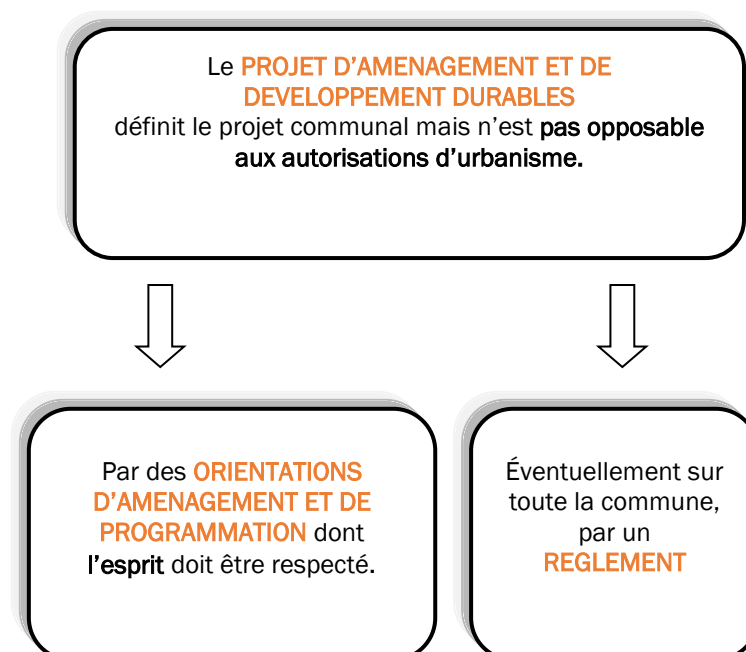 Le PROJET D’AMENAGEMENT ET DE
DEVELOPPEMENT DURABLES
définit le projet communal mais n’est pas opposable
aux autorisations d’urbanisme.
Par des ORIENTATIONS
D’AMENAGEMENT ET DE
PROGRAMMATION dont
l’esprit doit être respecté.
Éventuellement sur
toute la commune,
par un
REGLEMENT